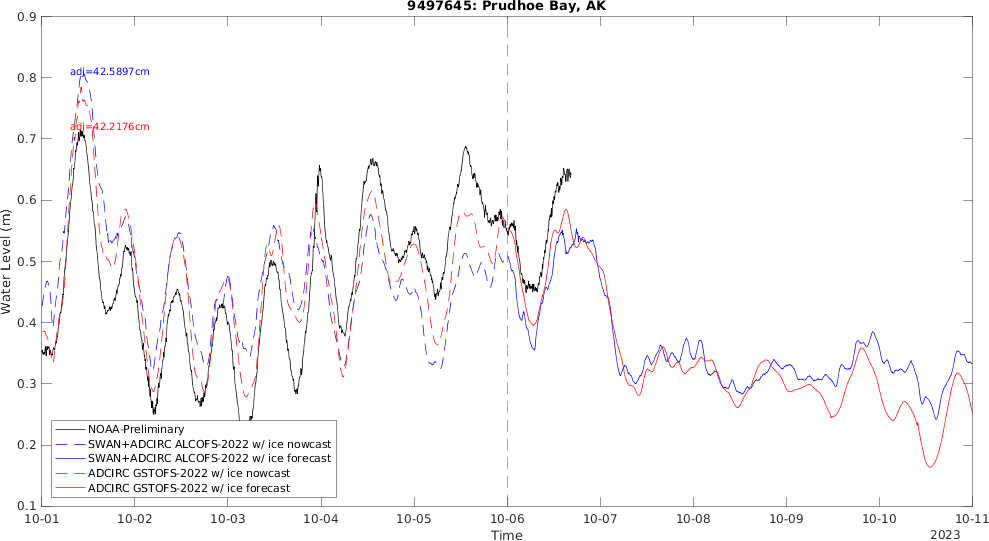 9497645: Prudhoe Bay, AK
0.9
0.8
0.7
0.6
0.5
0.4
0.3
0.2
0.1
Water Level (m)
adj=42.5897cm
adj=42.2176cm
NOAA-Preliminary
SWAN+ADCIRC ALCOFS-2022 w/ ice nowcast
SWAN+ADCIRC ALCOFS-2022 w/ ice forecast
ADCIRC GSTOFS-2022 w/ ice nowcast
ADCIRC GSTOFS-2022 w/ ice forecast
10-01 10-02 10-03 10-04 10-05 10-06 10-07 10-08 10-09 10-10 10-11
Time
2023